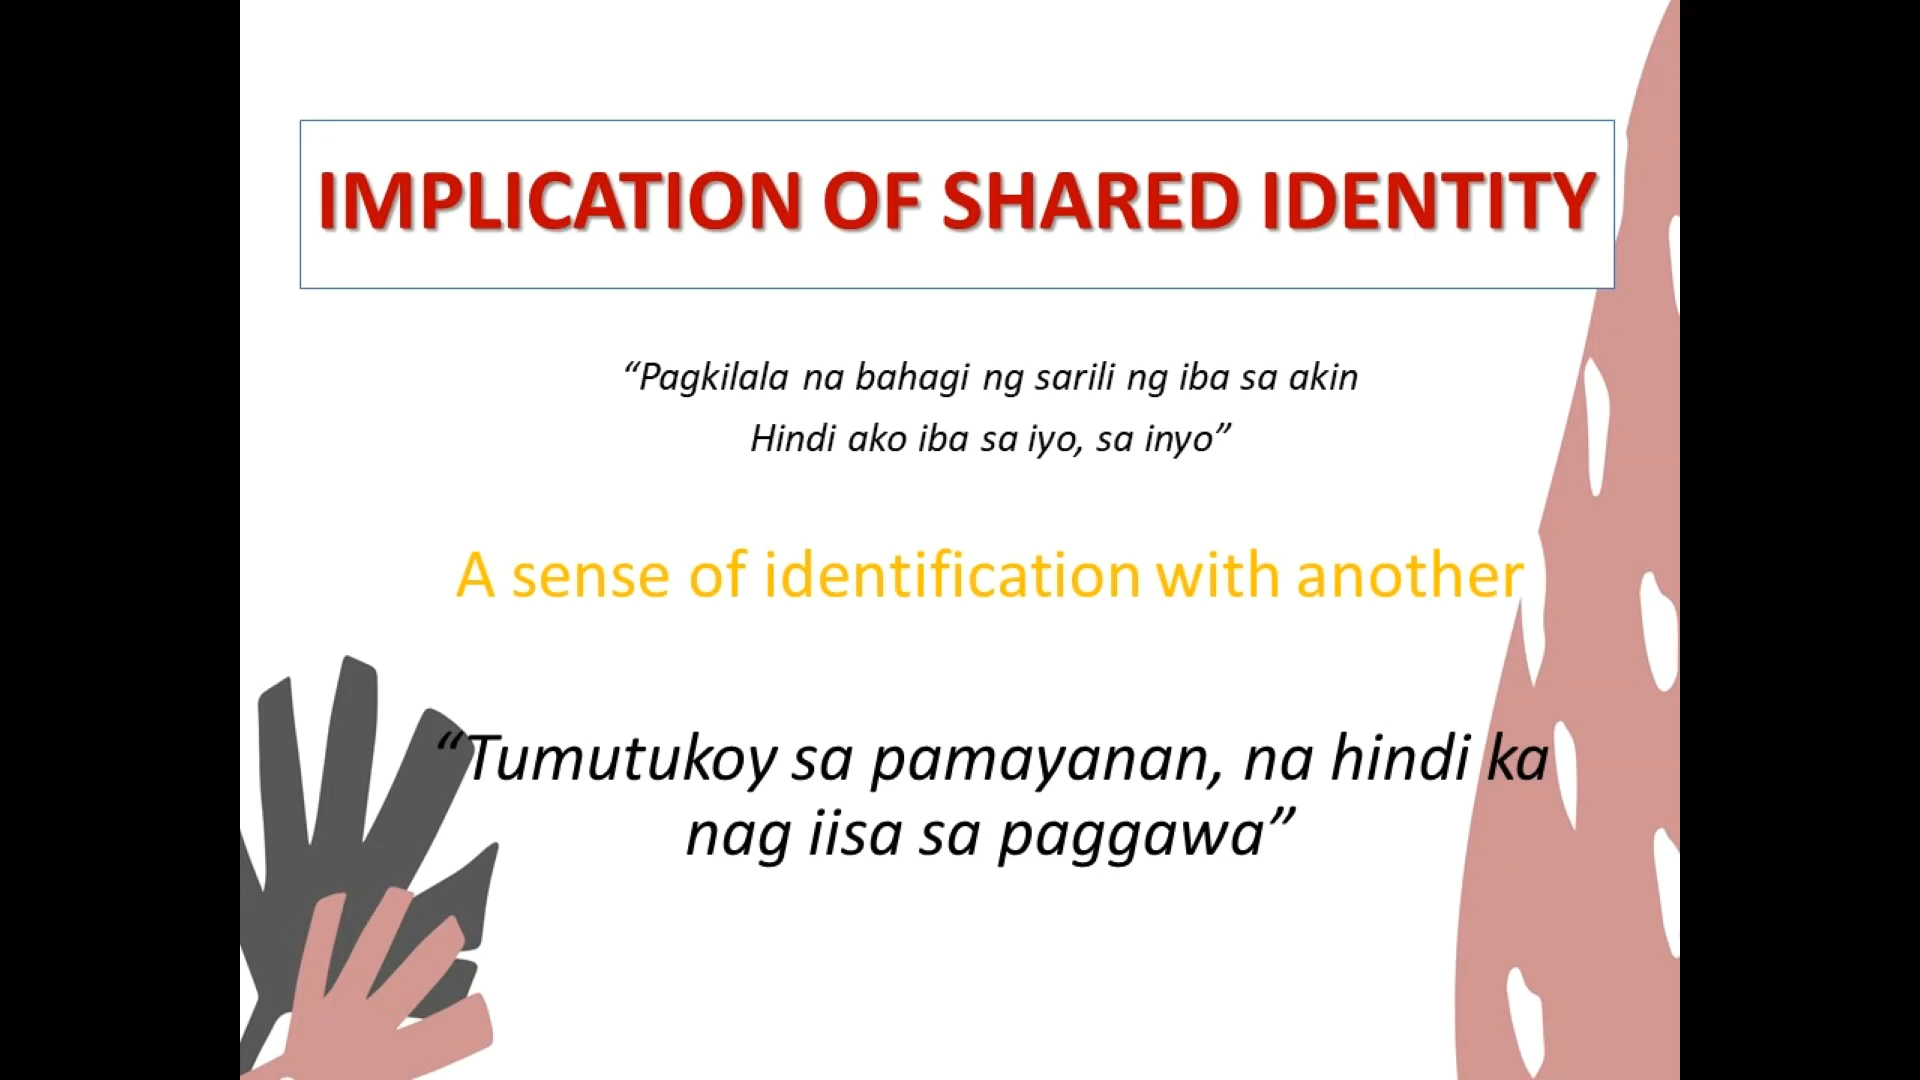 IMPLICATION OF SHARED IDENTITY
“Pagkilala na bahagi ng sarili ng iba sa akin
Hindi ako iba sa iyo, sa inyo”
A sense of identification with another
“Tumutukoy sa pamayanan, na hindi ka
nag iisa sa paggawa”